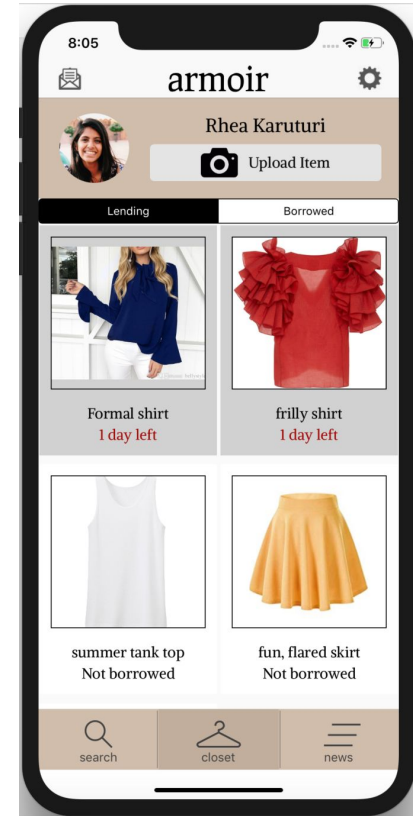 8:05
armoir
Rhea Karuturi
Upload Item
Lending
Borrowed
Formal shirt
1 day left
frilly shirt
1 day left
summer tank top
Not borrowed
fun, flared skirt
Not borrowed
search
closet
news